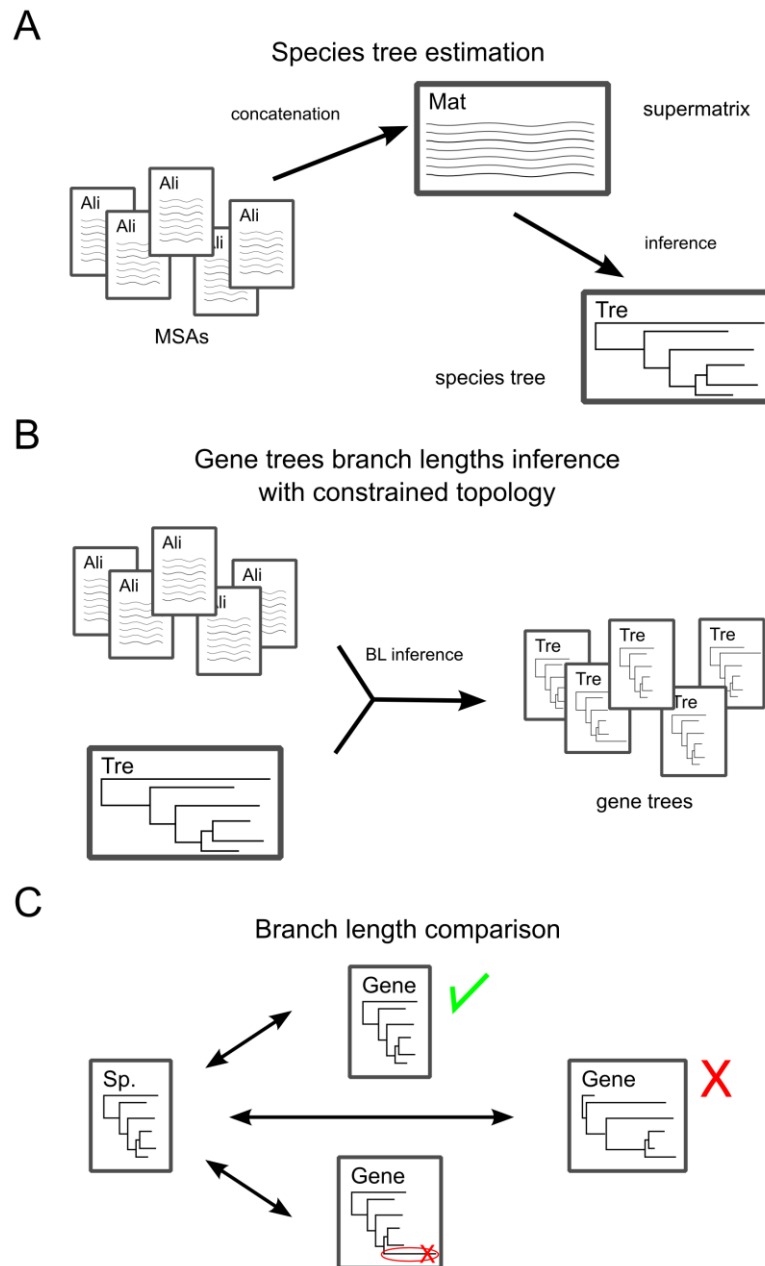 A
Species tree estimation
concatenation
Mat
supermatrix
Ali
Ali
Ali
Ali
Ali
MSAs
inference
Tre
species tree
B
Gene trees branch lengths inference
with constrained topology
Ali
Ali
Ali
Ali
Ali
BL inference
Tre
Tre
Tre
Tre
Tre
gene trees
Tre
C
Branch length comparison
Gene
Sp.
Gene
X
Gene
X